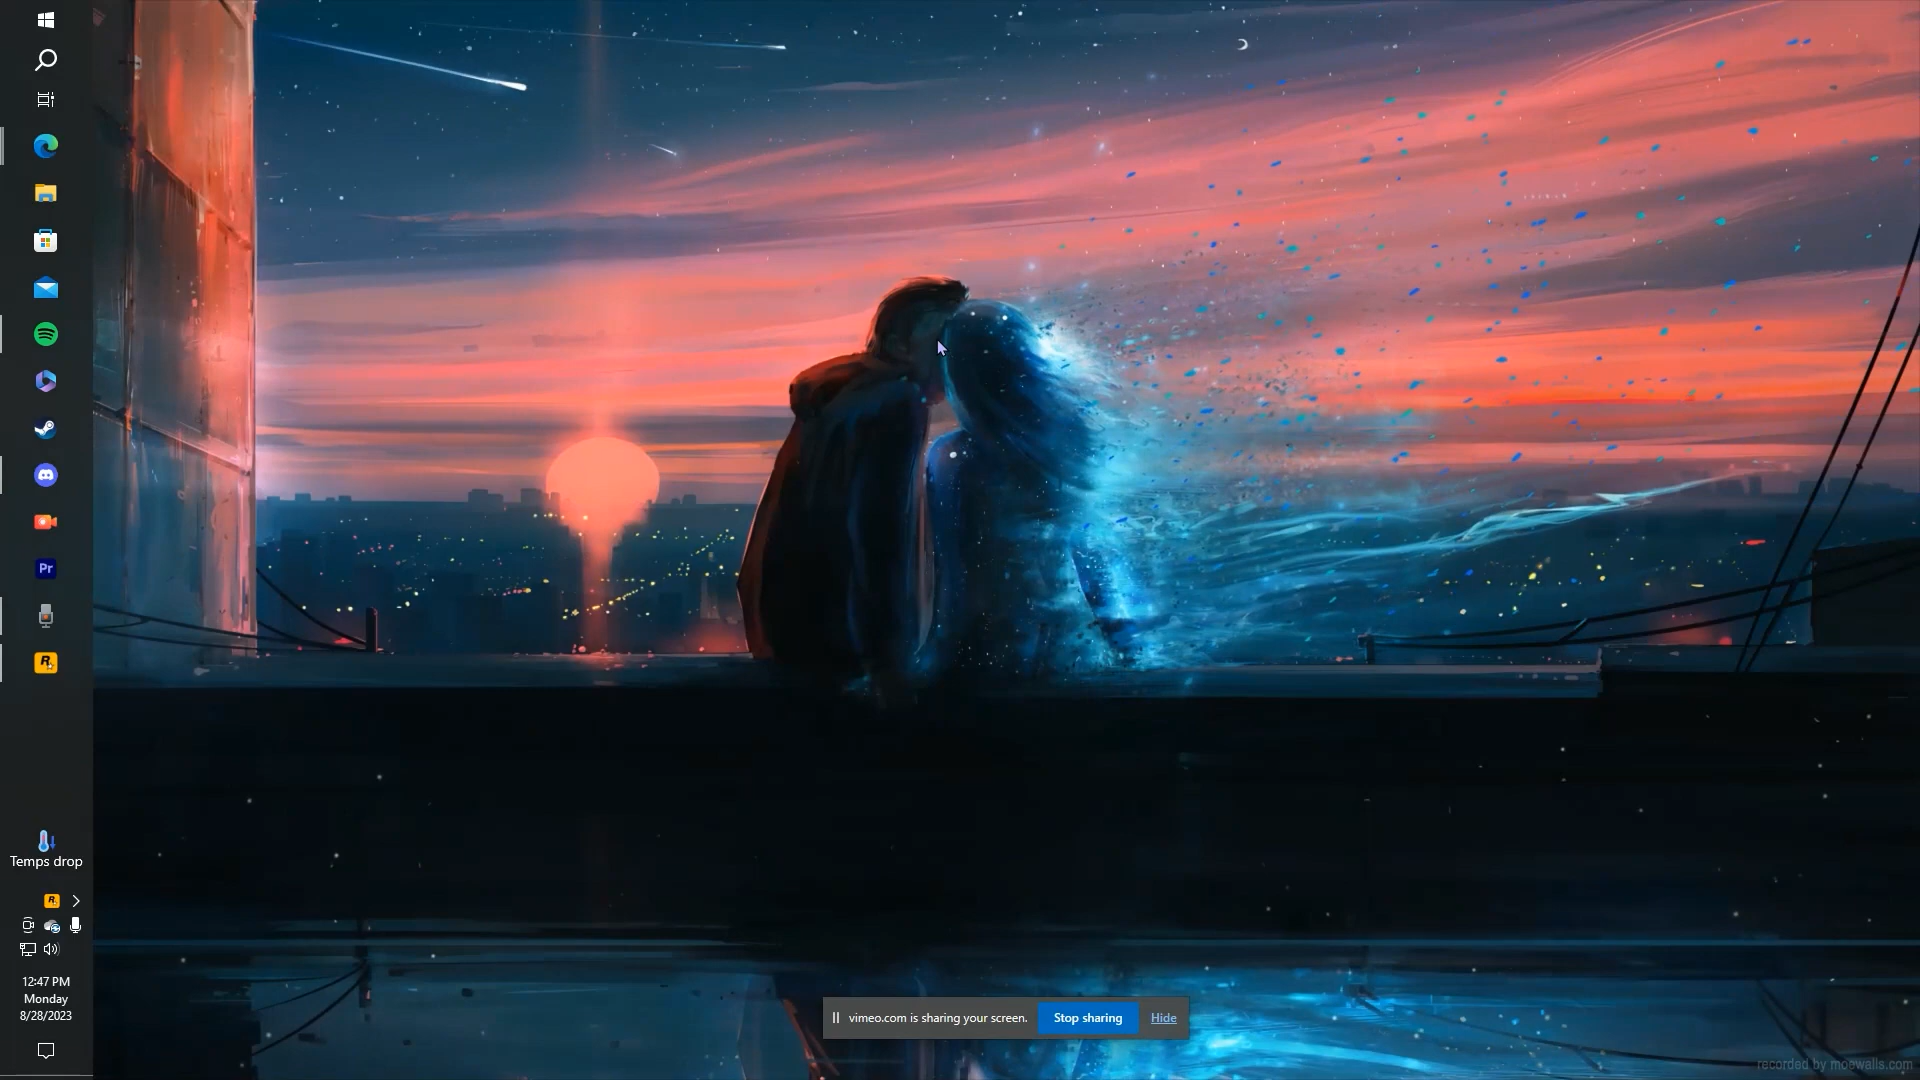 Pr
R
Temps drop
R
12:47 PM
Monday
8/28/2023
vimeo.com is sharing your screen.
Stop sharing
Hide
recorded by moewalls.com